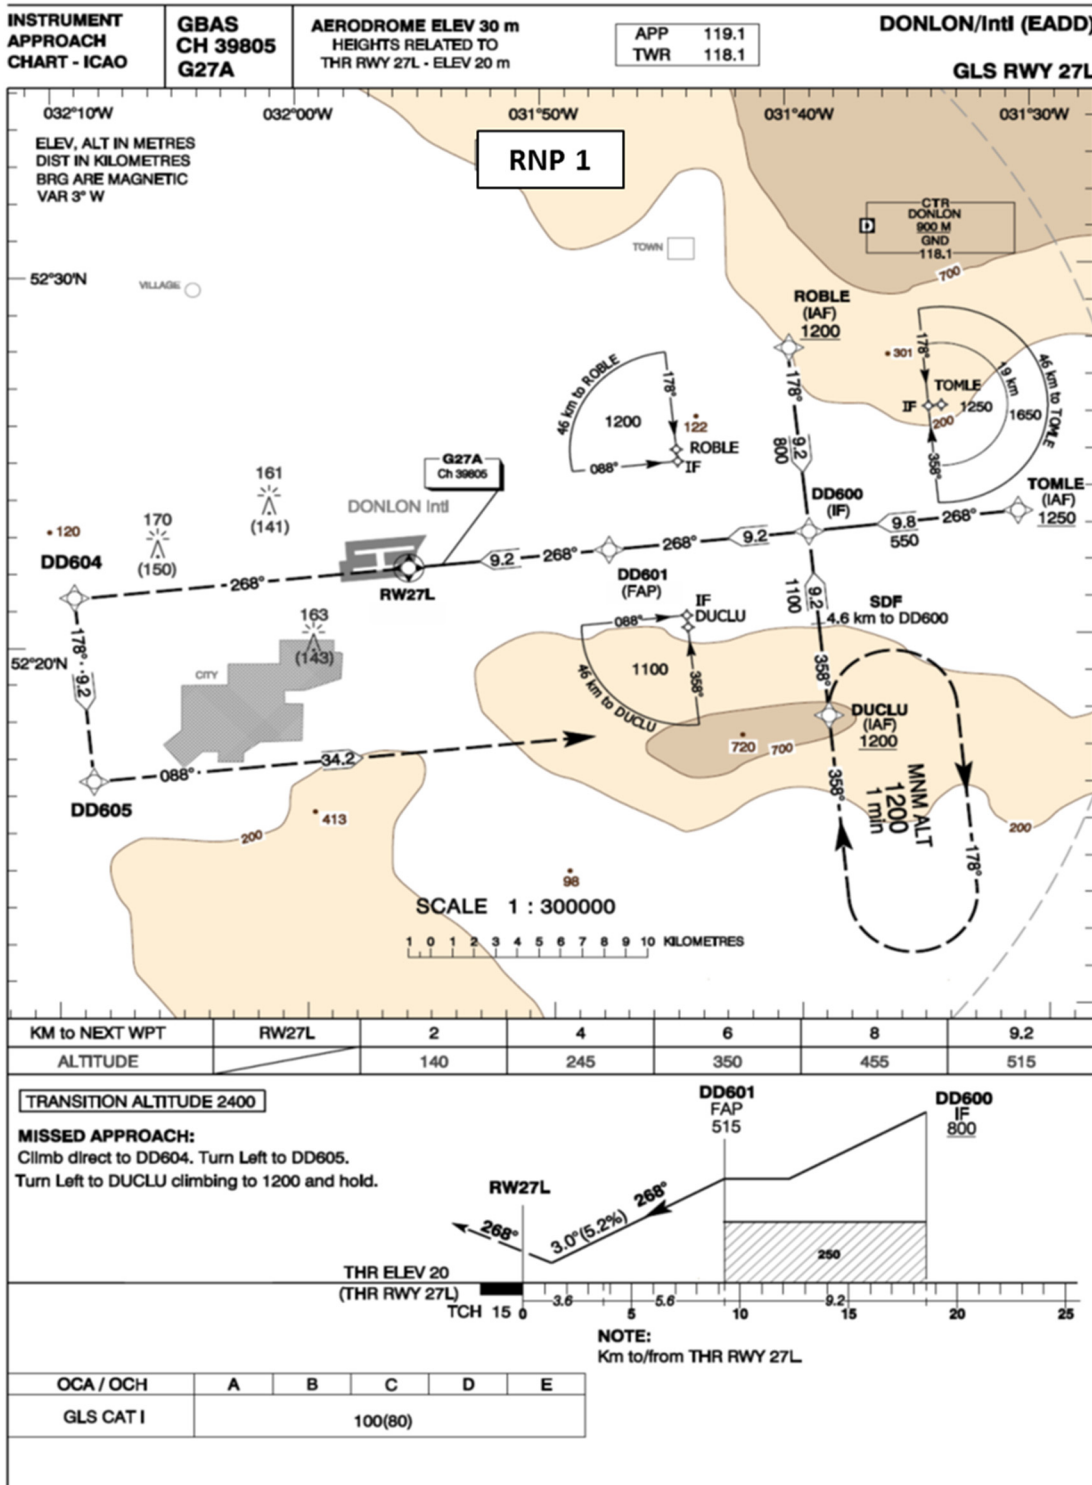 INSTRUMENT
APPROACH
CHART - ICAO
GBAS
CH 39805
G27A
AERODROME ELEV 30 m
HEIGHTS RELATED TO
THR RWY 27L - ELEV 20 m
APP 119.1
TWR 118.1
DONLON/Intl (EADD)
GLS RWY 27L
032°10'W 032°00'W 031°50'W 031°40'W 031°30'W
ELEV, ALT IN METRES
DIST IN KILOMETRES
BRG ARE MAGNETIC
VAR 3° W
RNP 1
CTR
DONLON
900 M
GND
118.1
D
TOWN
700
52°30'N
VILLAGE
ROBLE
(IAF)
1200
178°
9.2
800
301
178°
19 km
46 km to TOMLE
TOMLE
IF
1250
1650
200
358°
46 km to ROBLE
178°
1200
122
ROBLE
088°
IF
G27A
Ch 39805
161
(141)
DONLON Intl
DD600
(IF)
TOMLE
(IAF)
1250
120
170
(150)
DD604
268°
RW27L
9.2
268°
268°
9.2
9.8
268°
550
DD601
(FAP)
1100
9.2
SDF
4.6 km to DD600
163
(143)
088°
IF
DUCLU
1100
358°
46 km to DUCLU
52°20'N
CITY
178°
9.2
358°
DUCLU
(IAF)
1200
720
700
358°
MNM ALT
1200
1 min
178°
088°
34.2
DD605
413
200
200
98
SCALE 1 : 300000
1 0 1 2 3 4 5 6 7 8 9 10 KILOMETRES
KM to NEXT WPT RW27L 2 4 6 8 9.2
ALTITUDE 140 245 350 455 515
TRANSITION ALTITUDE 2400
MISSED APPROACH:
Climb direct to DD604. Turn Left to DD605.
Turn Left to DUCLU climbing to 1200 and hold.
DD601
FAP
515
DD600
IF
800
RW27L
268°
3.0°(5.2%)
268°
250
THR ELEV 20
(THR RWY 27L)
TCH 15
3.6 5.6 9.2
0 5 10 15 20 25
NOTE:
Km to/from THR RWY 27L
OCA / OCH A B C D E
GLS CAT I 100(80)